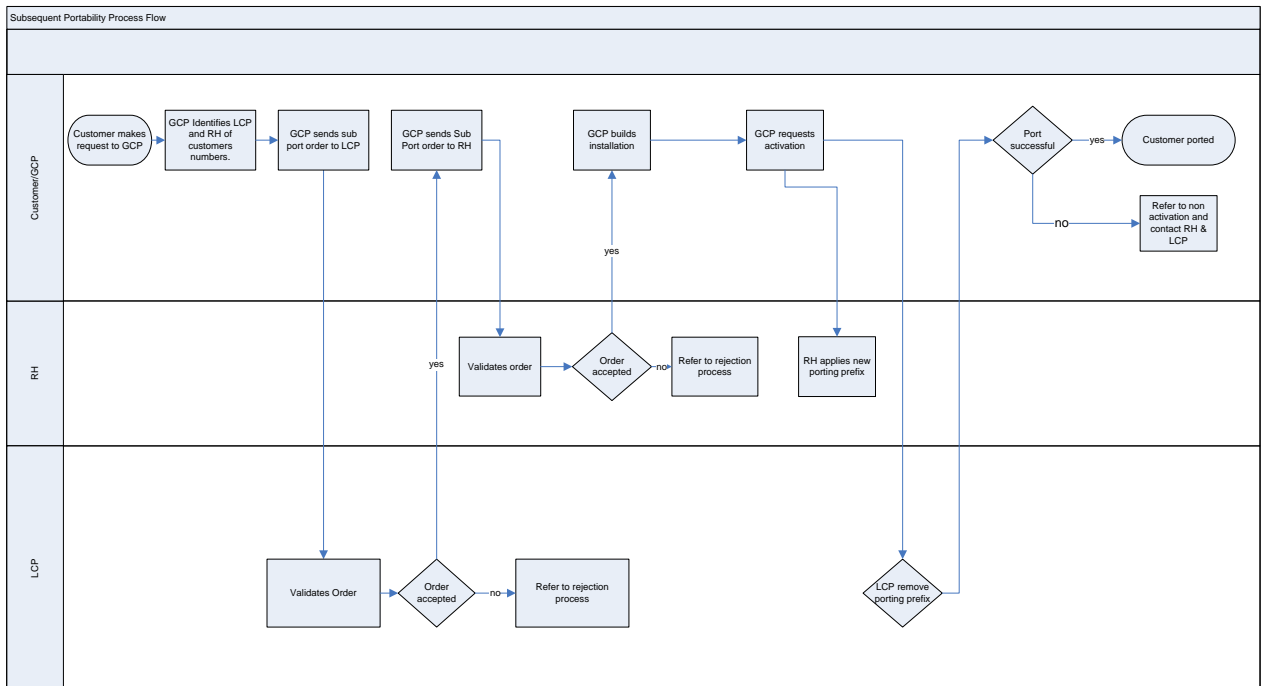 Subsequent Portability Process Flow
Customer/GCP
Customer makes
request to GCP
GCP Identifies LCP
and RH of
customers
numbers.
GCP sends sub
port order to LCP
GCP sends Sub
Port order to RH
GCP builds
installation
GCP requests
activation
Port
successful
yes
Customer ported
no
Refer to non
activation and
contact RH &
LCP
yes
RH
yes
Validates order
Order
accepted
no
Refer to rejection
process
RH applies new
porting prefix
LCP
Validates Order
Order
accepted
no
Refer to rejection
process
LCP remove
porting prefix